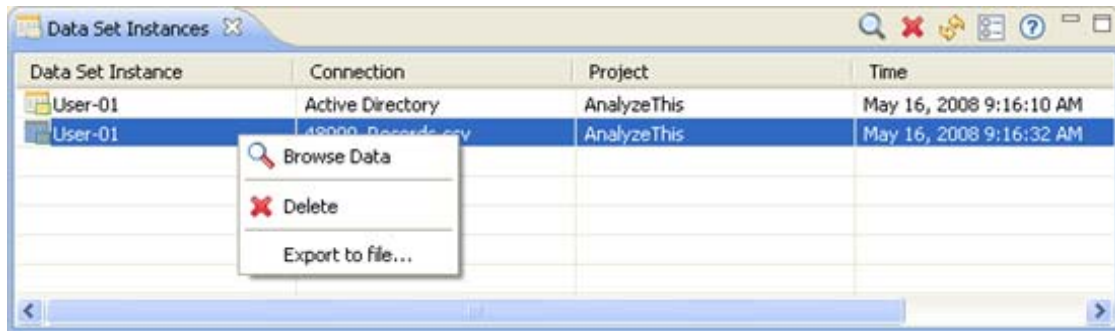 Data Set Instances
Data Set Instance Connection Project Time
User-01 Active Directory AnalyzeThis May 16, 2008 9:16:10 AM
User-01 AnalyzeThis May 16, 2008 9:16:32 AM
Browse Data
Delete
Export to file...